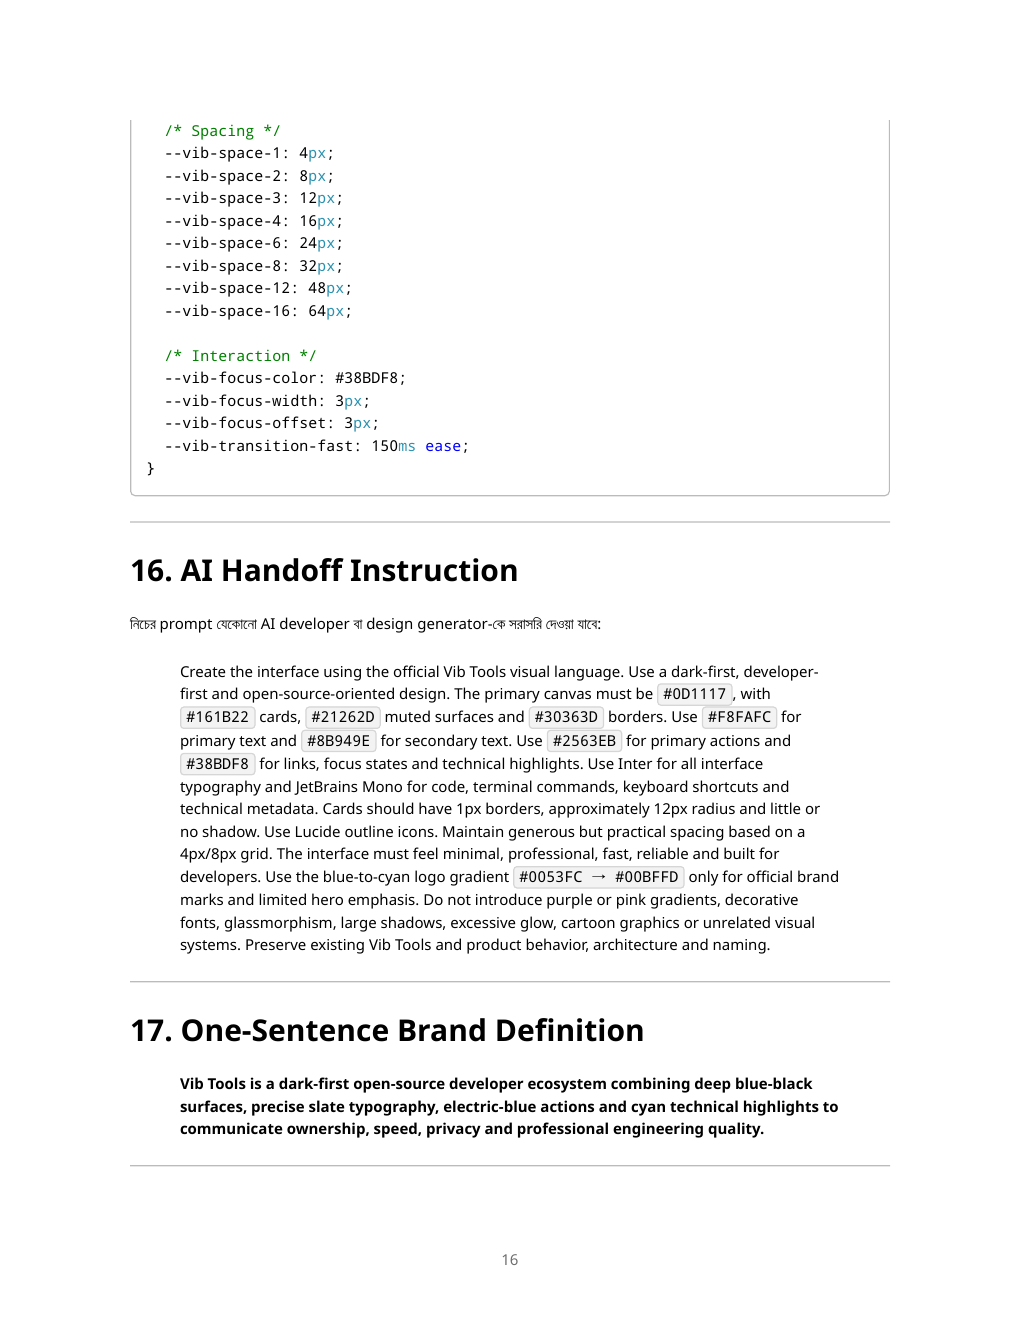 /* Spacing */
--vib-space-1: 4px;
--vib-space-2: 8px;
--vib-space-3: 12px;
--vib-space-4: 16px;
--vib-space-6: 24px;
--vib-space-8: 32px;
--vib-space-12: 48px;
--vib-space-16: 64px;
/* Interaction */
--vib-focus-color: #38BDF8;
--vib-focus-width: 3px;
--vib-focus-offset: 3px;
--vib-transition-fast: 150ms ease;
}
16. AI Handoff Instruction
নিচের prompt যেকোনো AI developer বা design generator-কে সরাসরি দেওয়া যাবে:
Create the interface using the official Vib Tools visual language. Use a dark-first, developer-
first and open-source-oriented design. The primary canvas must be #0D1117, with
#161B22 cards, #21262D muted surfaces and #30363D borders. Use #F8FAFC for
primary text and #8B949E for secondary text. Use #2563EB for primary actions and
#38BDF8 for links, focus states and technical highlights. Use Inter for all interface
typography and JetBrains Mono for code, terminal commands, keyboard shortcuts and
technical metadata. Cards should have 1px borders, approximately 12px radius and little or
no shadow. Use Lucide outline icons. Maintain generous but practical spacing based on a
4px/8px grid. The interface must feel minimal, professional, fast, reliable and built for
developers. Use the blue-to-cyan logo gradient #0053FC → #00BFFD only for official brand
marks and limited hero emphasis. Do not introduce purple or pink gradients, decorative
fonts, glassmorphism, large shadows, excessive glow, cartoon graphics or unrelated visual
systems. Preserve existing Vib Tools and product behavior, architecture and naming.
17. One-Sentence Brand Definition
Vib Tools is a dark-first open-source developer ecosystem combining deep blue-black
surfaces, precise slate typography, electric-blue actions and cyan technical highlights to
communicate ownership, speed, privacy and professional engineering quality.
16